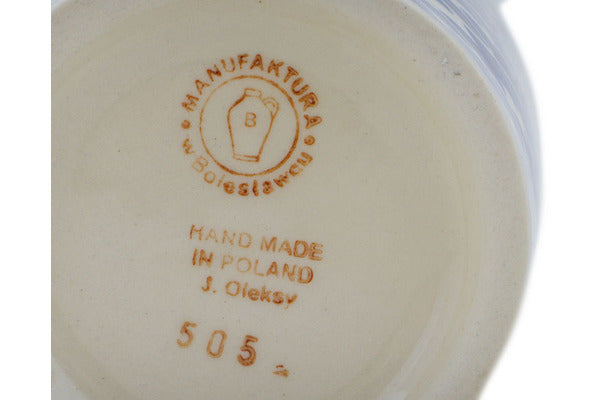 MANUFAKTURA
w Bolesławcu
B
HAND MADE
IN POLAND
J. Oleksy
505